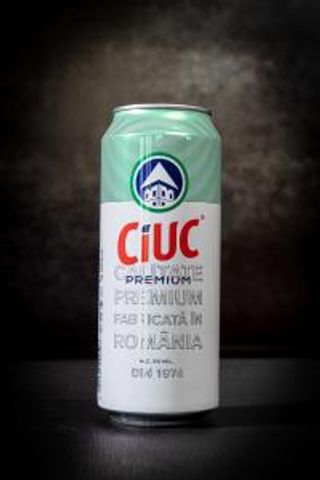 CiUC
CALITATE
PREMIUM
PREMIUM
FABRICATĂ ÎN
ROMÂNIA
DIN 1974